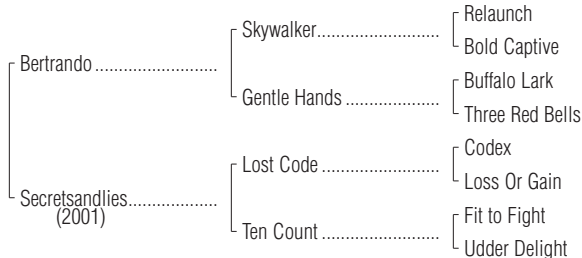 Relaunch
Skywalker..............................
Bold Captive
Bertrando ..............................
Buffalo Lark
Gentle Hands .......................
Three Red Bells
Codex
Lost Code .............................
Loss Or Gain
Secretsandlies......................
(2001)
Fit to Fight
Ten Count .............................
Udder Delight